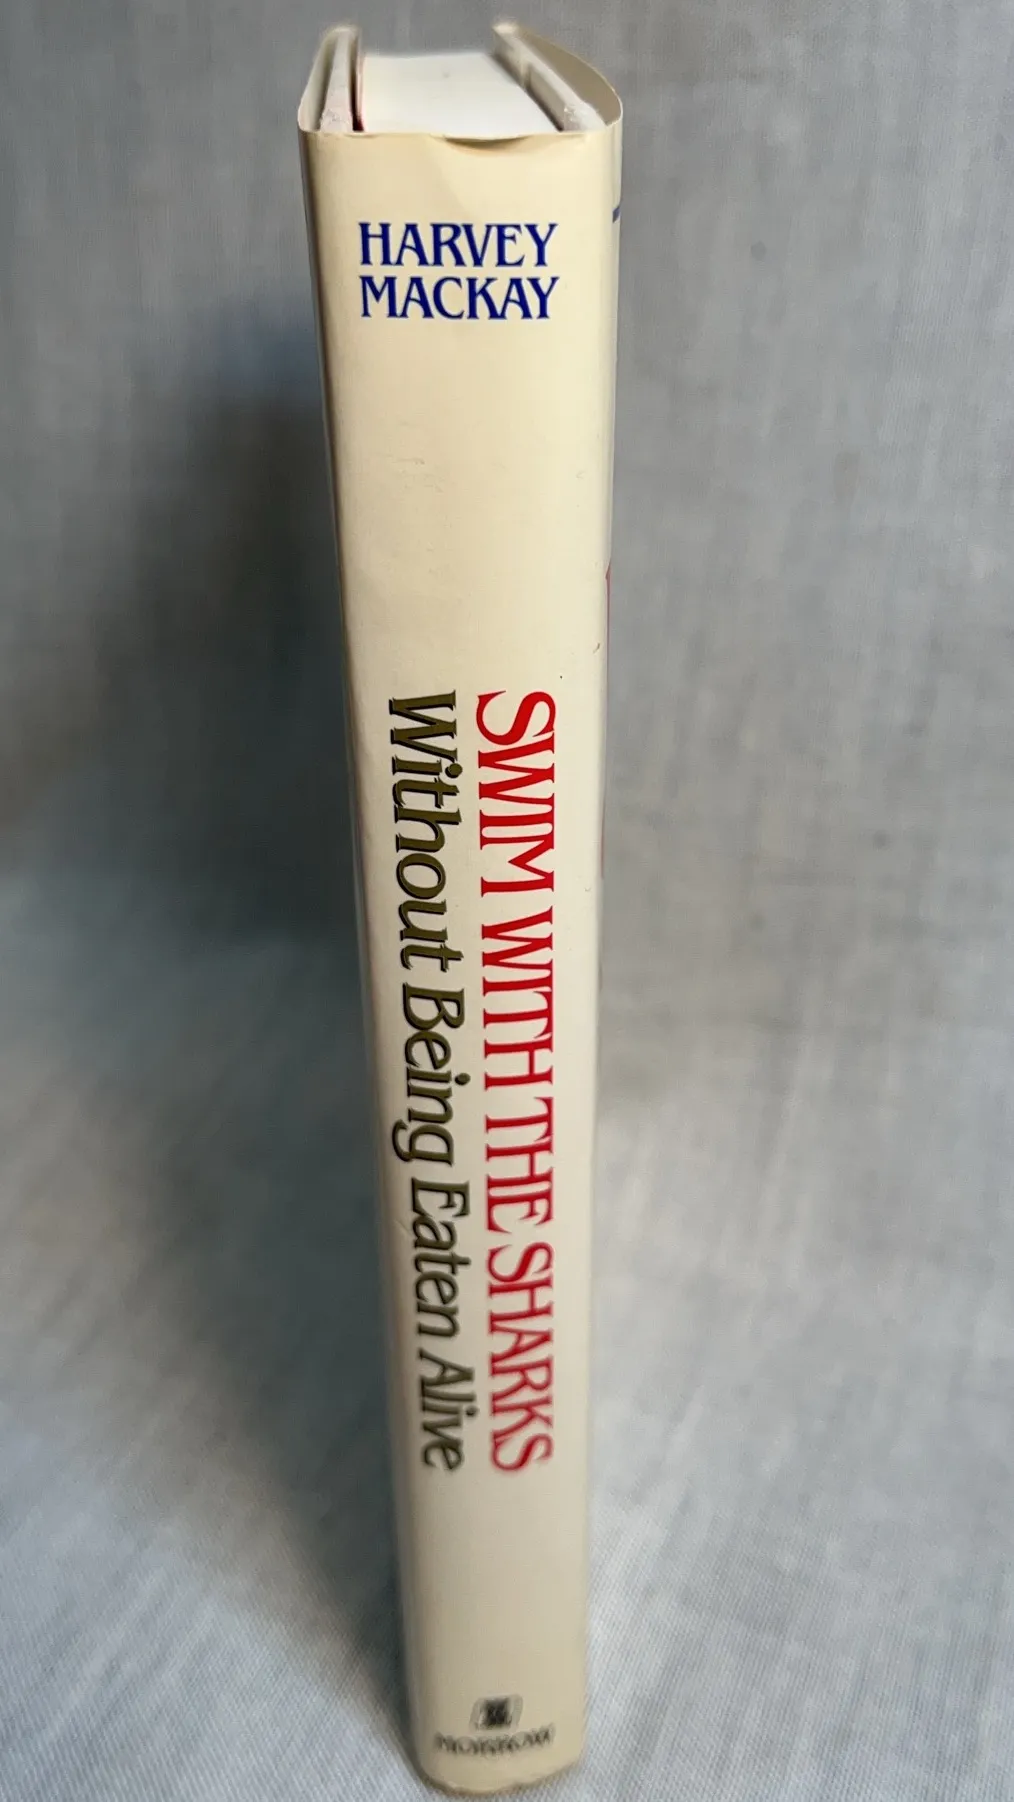 HARVEY
MACKAY
SWIM WITH THE SHARKS
Without Being Eaten Alive
MORROW